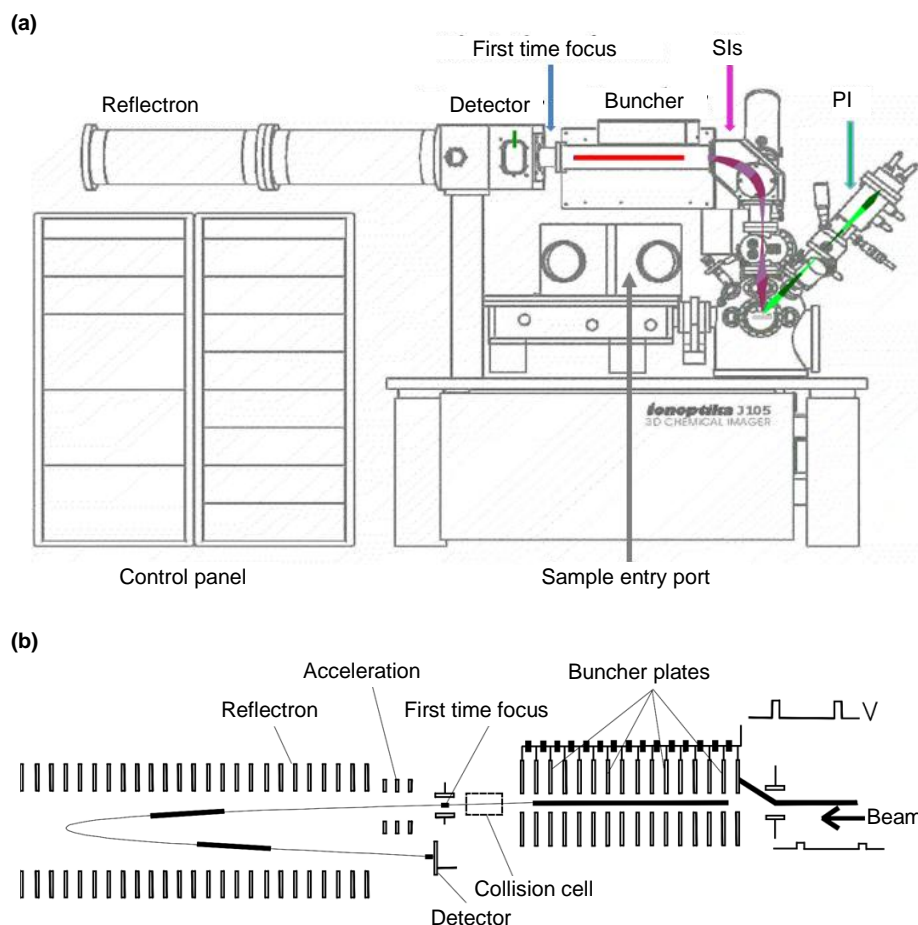 (a)
First time focus
SIs
Reflectron
Detector
Buncher
PI
ionoptika J105
3D CHEMICAL IMAGER
Control panel
Sample entry port
(b)
Acceleration
Buncher plates
Reflectron
First time focus
V
Beam
Collision cell
Detector